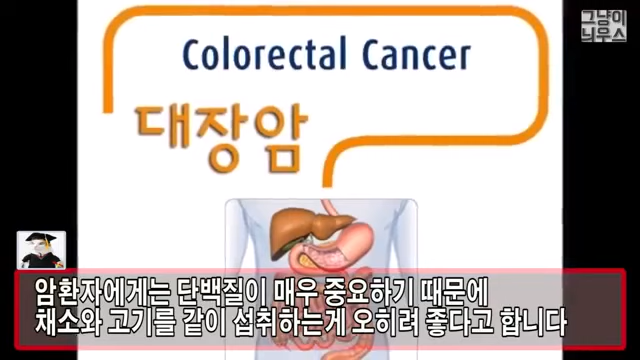 그냥이
늬우스
Colorectal Cancer
대장암
암환자에게는 단백질이 매우 중요하기 때문에
채소와 고기를 같이 섭취하는게 오히려 좋다고 합니다